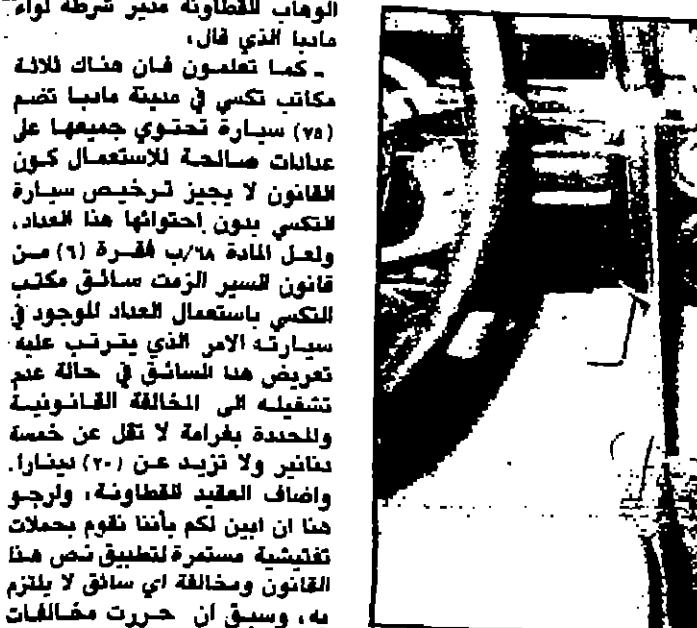 الوهاب القطاونة مدير شرطة لواء
مادبا الذي قال،
ـ كما تعلمون فان هناك ثلاثة
مكاتب تكسي في مدينة مادبا تضم
(٧٥) سيارة تحتوي جميعها على
عدادات صالحة للاستعمال كون
القانون لا يجيز ترخيص سيارة
التكسي بدون إحتوائها هذا العداد،
ولعل المادة ٦٨/ب فقرة (٦) من
قانون السير الزمت سائق مكتب
التكسي باستعمال العداد الموجود في
سيارته الامر الذي يترتب عليه
تعريض هذا السائق في حالة عدم
تشغيله الى المخالفة القانونية
والمحددة بغرامة لا تقل عن خمسة
دنانير ولا تزيد عن (٢٠) دينارا.
واضاف العقيد القطاونة، وارجو
هنا ان ابين لكم بأننا نقوم بحملات
تفتيشية مستمرة لتطبيق نص هذا
القانون ومخالفة اي سائق لا يلتزم
به، وسبق ان حررت مخالفات